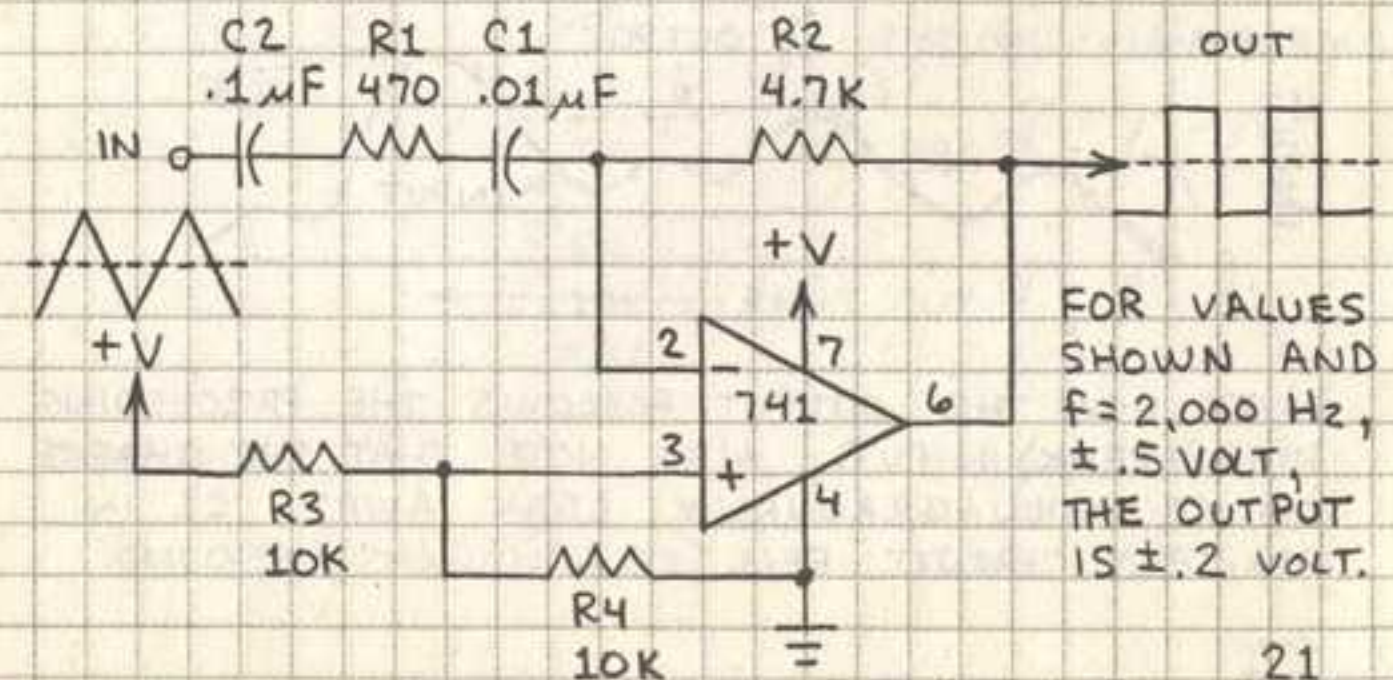 C2 R1 C1 R2 OUT
.1μF 470 .01μF 4.7K
IN
+V
+V
2 7
- 741 6
3
+ 4
R3
10K
R4
10K
FOR VALUES
SHOWN AND
f=2,000 Hz,
±.5 VOLT,
THE OUTPUT
IS ±.2 VOLT.
21